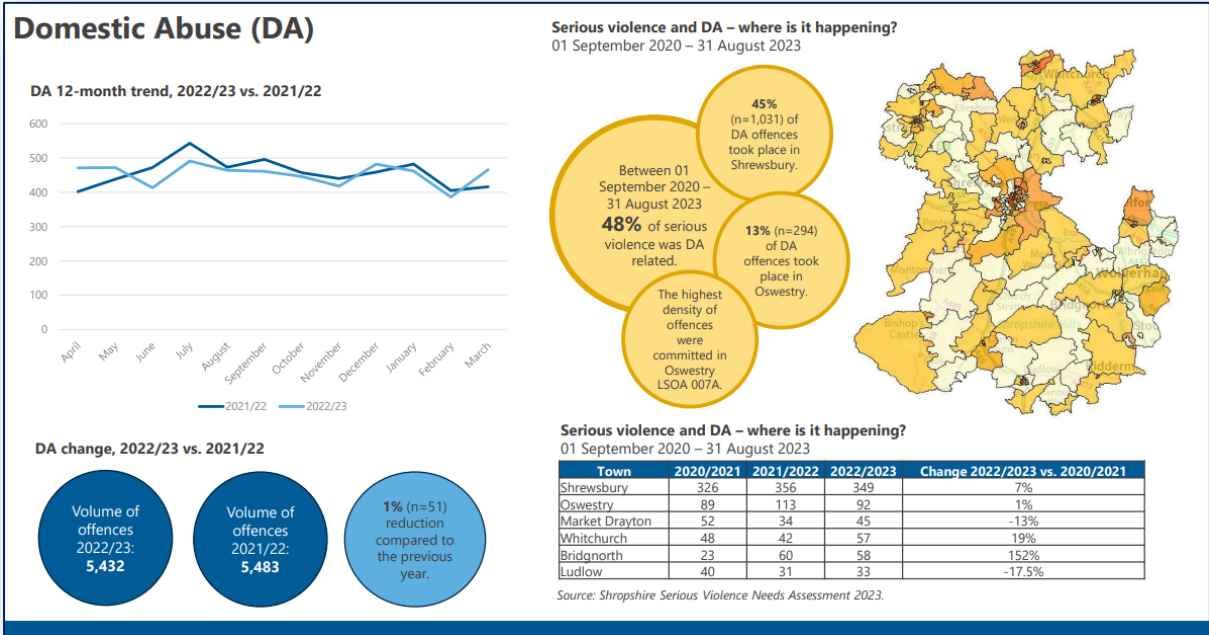 Domestic Abuse (DA)
DA 12-month trend, 2022/23 vs. 2021/22
600
500
400
300
200
100
0
April
May
June
July
August
September
October
November
December
January
February
March
2021/22
2022/23
DA change, 2022/23 vs. 2021/22
Volume of
offences
2022/23:
5,432
Volume of
offences
2021/22:
5,483
1% (n=51)
reduction
compared to
the previous
year.
Serious violence and DA – where is it happening?
01 September 2020 – 31 August 2023
Between 01
September 2020 –
31 August 2023
48% of serious
violence was DA
related.
45%
(n=1,031) of
DA offences
took place in
Shrewsbury.
13% (n=294)
of DA
offences took
place in
Oswestry.
The highest
density of
offences
were
committed in
Oswestry
LSOA 007A.
Whitchurch
Montgomery
Bishop's
Castle
Shropshire Hills
Ludlow
Serious violence and DA – where is it happening?
01 September 2020 – 31 August 2023
Town 2020/2021 2021/2022 2022/2023 Change 2022/2023 vs. 2020/2021
Shrewsbury 326 356 349 7%
Oswestry 89 113 92 1%
Market Drayton 52 34 45 -13%
Whitchurch 48 42 57 19%
Bridgnorth 23 60 58 152%
Ludlow 40 31 33 -17.5%
Source: Shropshire Serious Violence Needs Assessment 2023.